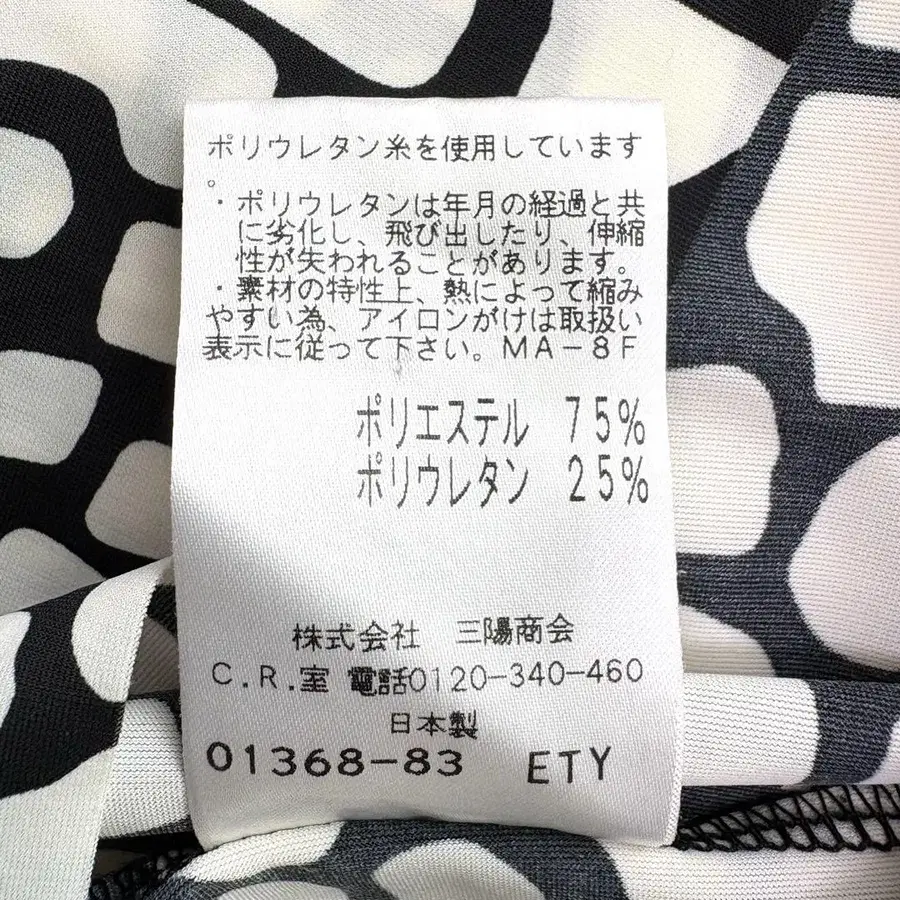 ポリウレタン糸を使用しています
。
・ポリウレタンは年月の経過と共
に劣化し、飛び出したり、伸縮
性が失われることがあります。
・素材の特性上、熱によって縮み
やすい為、アイロンがけは取扱い
表示に従って下さい。MA-8F
ポリエステル 75%
ポリウレタン 25%
株式会社 三陽商会
C.R.室 電話0120-340-460
日本製
01368-83 ETY